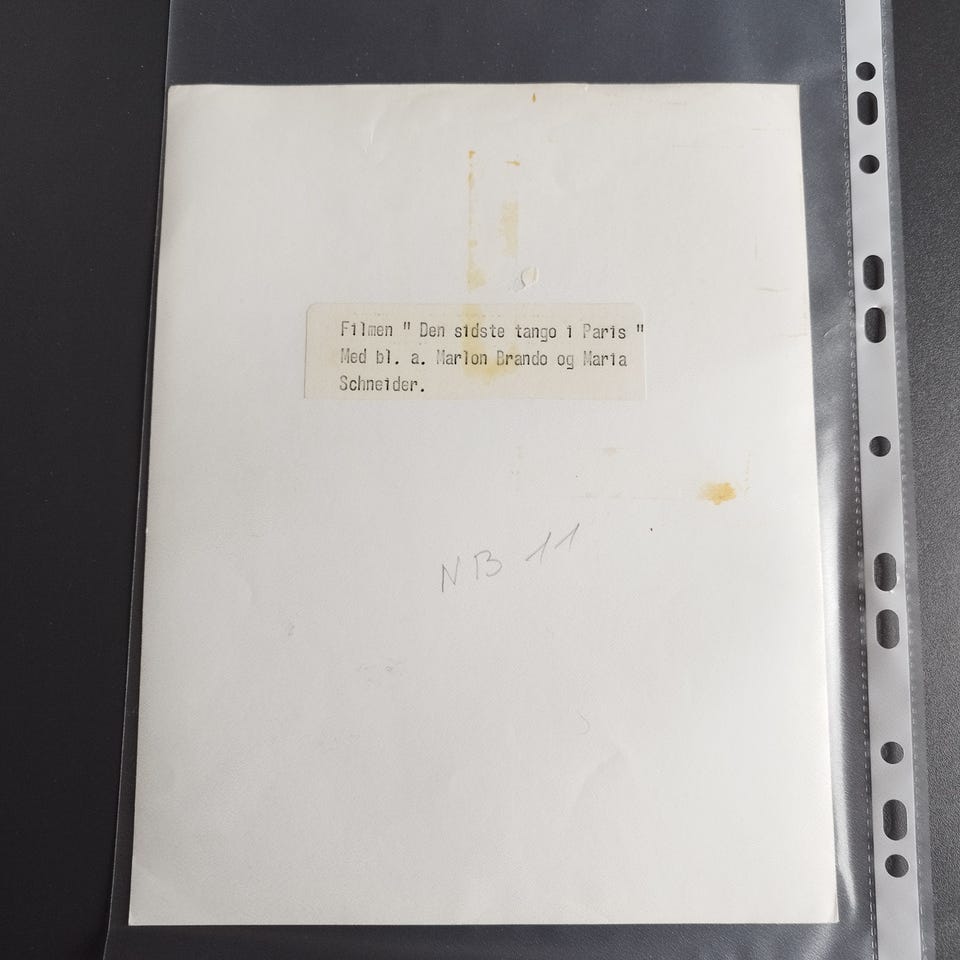 Filmen " Den sidste tango i Paris "
Med bl. a. Marlon Brando og Maria
Schneider.
NB 11